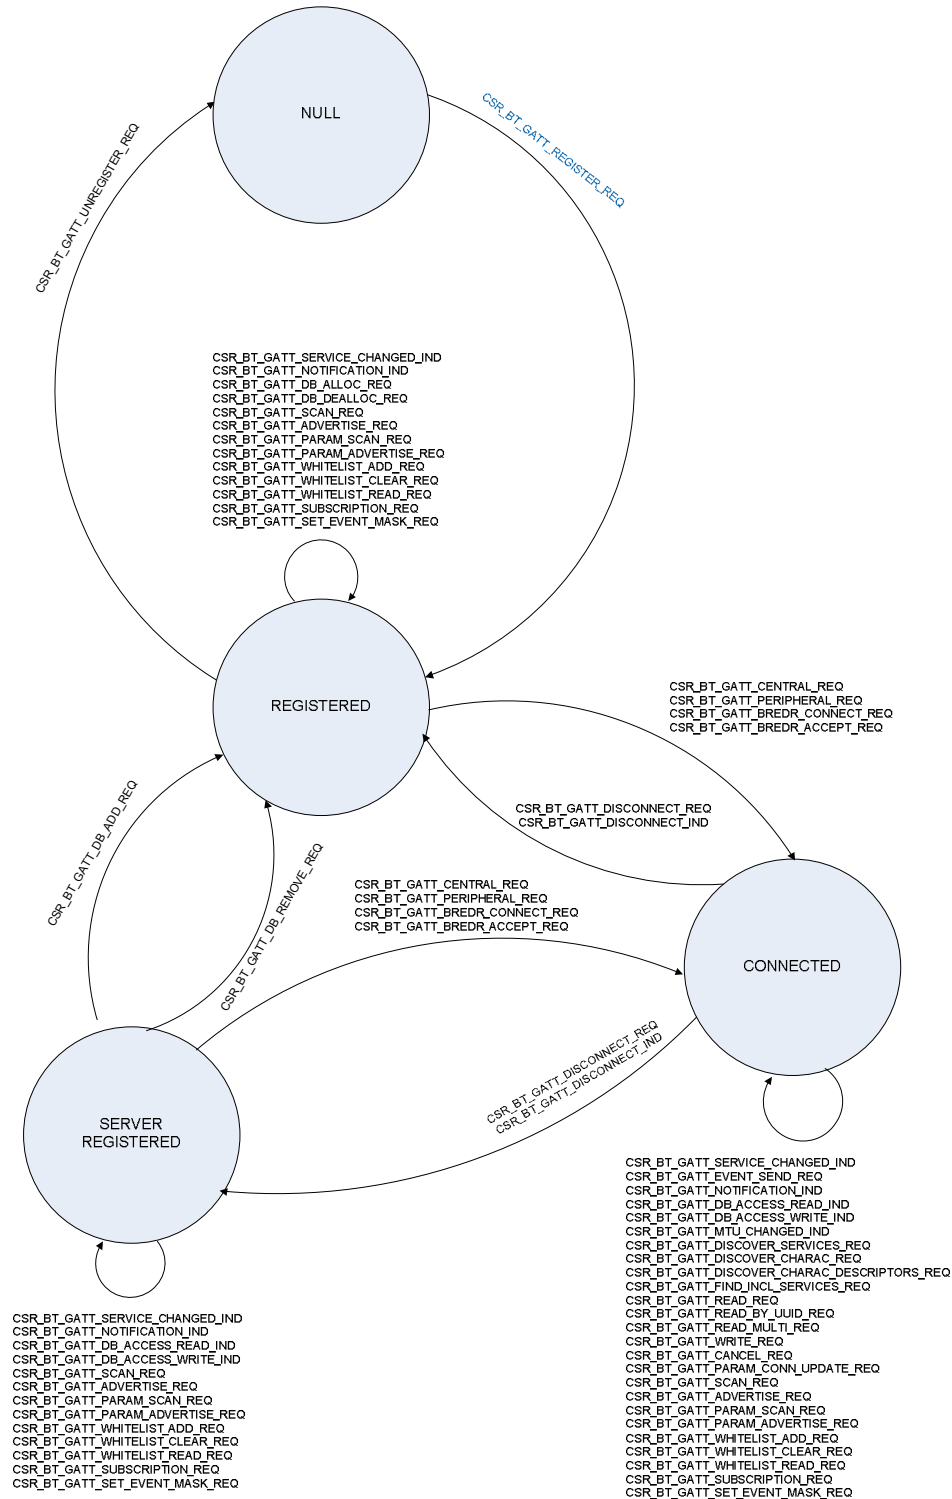 NULL
CSR_BT_GATT_REGISTER_REQ
CSR_BT_GATT_UNREGISTER_REQ
CSR_BT_GATT_SERVICE_CHANGED_IND
CSR_BT_GATT_NOTIFICATION_IND
CSR_BT_GATT_DB_ALLOC_REQ
CSR_BT_GATT_DB_DEALLOC_REQ
CSR_BT_GATT_SCAN_REQ
CSR_BT_GATT_ADVERTISE_REQ
CSR_BT_GATT_PARAM_SCAN_REQ
CSR_BT_GATT_PARAM_ADVERTISE_REQ
CSR_BT_GATT_WHITELIST_ADD_REQ
CSR_BT_GATT_WHITELIST_CLEAR_REQ
CSR_BT_GATT_WHITELIST_READ_REQ
CSR_BT_GATT_SUBSCRIPTION_REQ
CSR_BT_GATT_SET_EVENT_MASK_REQ
REGISTERED
CSR_BT_GATT_CENTRAL_REQ
CSR_BT_GATT_PERIPHERAL_REQ
CSR_BT_GATT_BREDR_CONNECT_REQ
CSR_BT_GATT_BREDR_ACCEPT_REQ
CSR_BT_GATT_DISCONNECT_REQ
CSR_BT_GATT_DISCONNECT_IND
CSR_BT_GATT_DB_ADD_REQ
CSR_BT_GATT_DB_REMOVE_REQ
CSR_BT_GATT_CENTRAL_REQ
CSR_BT_GATT_PERIPHERAL_REQ
CSR_BT_GATT_BREDR_CONNECT_REQ
CSR_BT_GATT_BREDR_ACCEPT_REQ
CONNECTED
CSR_BT_GATT_DISCONNECT_REQ
CSR_BT_GATT_DISCONNECT_IND
SERVER
REGISTERED
CSR_BT_GATT_SERVICE_CHANGED_IND
CSR_BT_GATT_EVENT_SEND_REQ
CSR_BT_GATT_NOTIFICATION_IND
CSR_BT_GATT_DB_ACCESS_READ_IND
CSR_BT_GATT_DB_ACCESS_WRITE_IND
CSR_BT_GATT_MTU_CHANGED_IND
CSR_BT_GATT_DISCOVER_SERVICES_REQ
CSR_BT_GATT_DISCOVER_CHARAC_REQ
CSR_BT_GATT_DISCOVER_CHARAC_DESCRIPTORS_REQ
CSR_BT_GATT_FIND_INCL_SERVICES_REQ
CSR_BT_GATT_READ_REQ
CSR_BT_GATT_READ_BY_UUID_REQ
CSR_BT_GATT_READ_MULTI_REQ
CSR_BT_GATT_WRITE_REQ
CSR_BT_GATT_CANCEL_REQ
CSR_BT_GATT_PARAM_CONN_UPDATE_REQ
CSR_BT_GATT_SCAN_REQ
CSR_BT_GATT_ADVERTISE_REQ
CSR_BT_GATT_PARAM_SCAN_REQ
CSR_BT_GATT_PARAM_ADVERTISE_REQ
CSR_BT_GATT_WHITELIST_ADD_REQ
CSR_BT_GATT_WHITELIST_CLEAR_REQ
CSR_BT_GATT_WHITELIST_READ_REQ
CSR_BT_GATT_SUBSCRIPTION_REQ
CSR_BT_GATT_SET_EVENT_MASK_REQ
CSR_BT_GATT_SERVICE_CHANGED_IND
CSR_BT_GATT_NOTIFICATION_IND
CSR_BT_GATT_DB_ACCESS_READ_IND
CSR_BT_GATT_DB_ACCESS_WRITE_IND
CSR_BT_GATT_SCAN_REQ
CSR_BT_GATT_ADVERTISE_REQ
CSR_BT_GATT_PARAM_SCAN_REQ
CSR_BT_GATT_PARAM_ADVERTISE_REQ
CSR_BT_GATT_WHITELIST_ADD_REQ
CSR_BT_GATT_WHITELIST_CLEAR_REQ
CSR_BT_GATT_WHITELIST_READ_REQ
CSR_BT_GATT_SUBSCRIPTION_REQ
CSR_BT_GATT_SET_EVENT_MASK_REQ